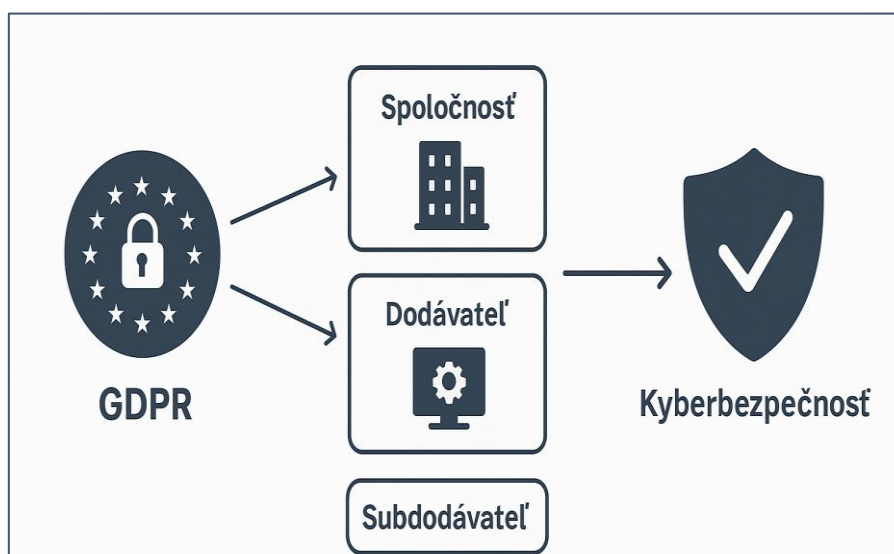 Spoločnosť
Dodávateľ
GDPR
Kyberbezpečnosť
Subdodávateľ